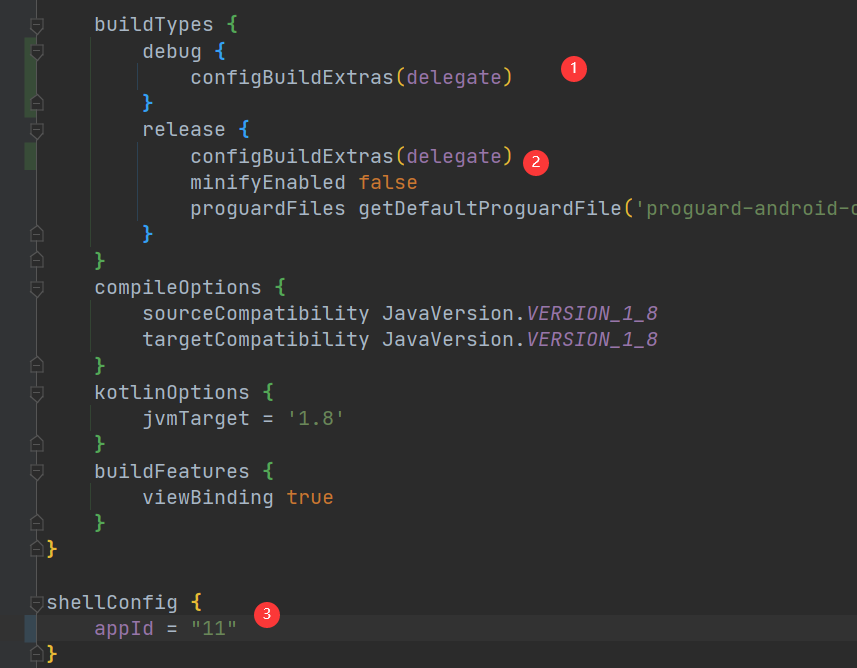 buildTypes {
debug {
configBuildExtras(delegate) 1
}
release {
configBuildExtras(delegate) 2
minifyEnabled false
proguardFiles getDefaultProguardFile('proguard-android-
}
}
compileOptions {
sourceCompatibility JavaVersion.VERSION_1_8
targetCompatibility JavaVersion.VERSION_1_8
}
kotlinOptions {
jvmTarget = '1.8'
}
buildFeatures {
viewBinding true
}
}
shellConfig {
appId = "11" 3
}